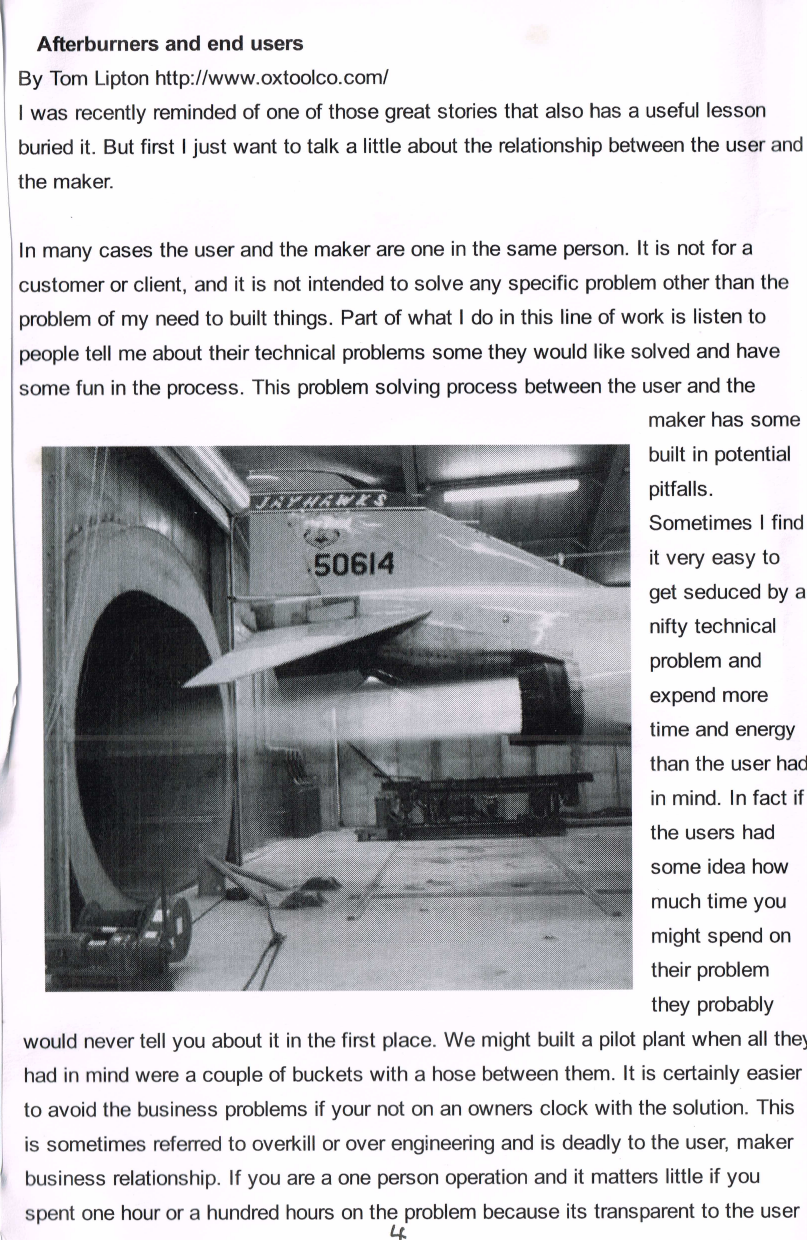 Afterburners and end users
By Tom Lipton http://www.oxtoolco.com/
I was recently reminded of one of those great stories that also has a useful lesson
buried it. But first I just want to talk a little about the relationship between the user and
the maker.
In many cases the user and the maker are one in the same person. It is not for a
customer or client, and it is not intended to solve any specific problem other than the
problem of my need to built things. Part of what I do in this line of work is listen to
people tell me about their technical problems some they would like solved and have
some fun in the process. This problem solving process between the user and the
maker has some
built in potential
pitfalls.
Sometimes I find
it very easy to
get seduced by a
nifty technical
problem and
expend more
time and energy
than the user had
in mind. In fact if
the users had
some idea how
much time you
might spend on
their problem
they probably
JAYHAWKS
50614
would never tell you about it in the first place. We might built a pilot plant when all they
had in mind were a couple of buckets with a hose between them. It is certainly easier
to avoid the business problems if your not on an owners clock with the solution. This
is sometimes referred to overkill or over engineering and is deadly to the user, maker
business relationship. If you are a one person operation and it matters little if you
spent one hour or a hundred hours on the problem because its transparent to the user
4